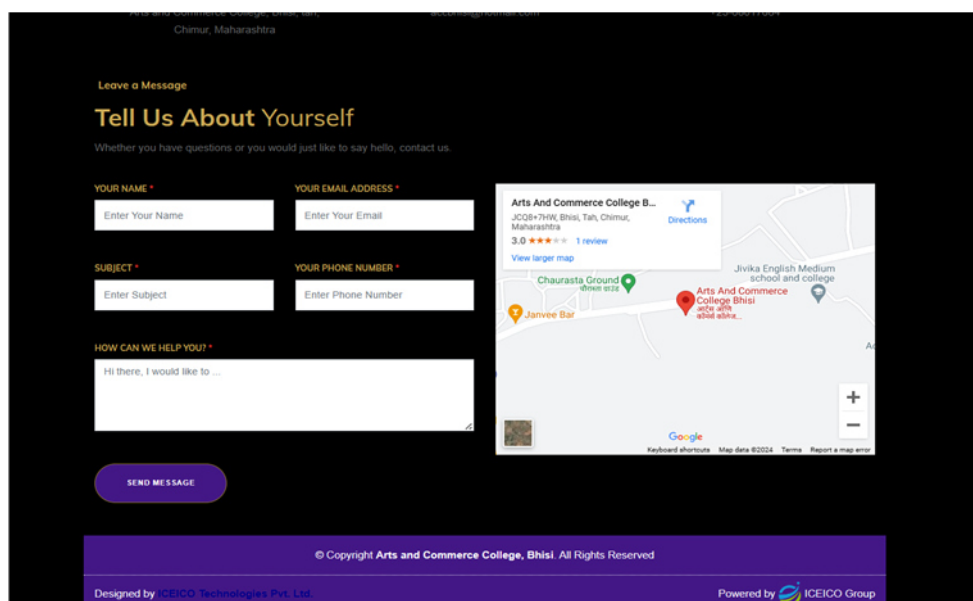 Arts and Commerce College, Bhisi, tah,
Chimur, Maharashtra
Leave a Message
Tell Us About Yourself
Whether you have questions or you would just like to say hello, contact us.
YOUR NAME *
Enter Your Name
YOUR EMAIL ADDRESS *
Enter Your Email
SUBJECT *
Enter Subject
YOUR PHONE NUMBER *
Enter Phone Number
HOW CAN WE HELP YOU? *
Hi there, I would like to ...
SEND MESSAGE
Arts And Commerce College B...
JCQ8+7HW, Bhisi, Tah, Chimur,
Maharashtra
3.0
1 review
View larger map
Directions
Jivika English Medium
school and college
Chaurasta Ground
Arts And Commerce
College Bhisi
आर्ट्स आणि
कॉमर्स कॉलेज...
Janvee Bar
Google
Keyboard shortcuts
Map data ©2024
Terms
Report a map error
© Copyright Arts and Commerce College, Bhisi. All Rights Reserved
Designed by ICEICO Technologies Pvt. Ltd.
Powered by ICEICO Group